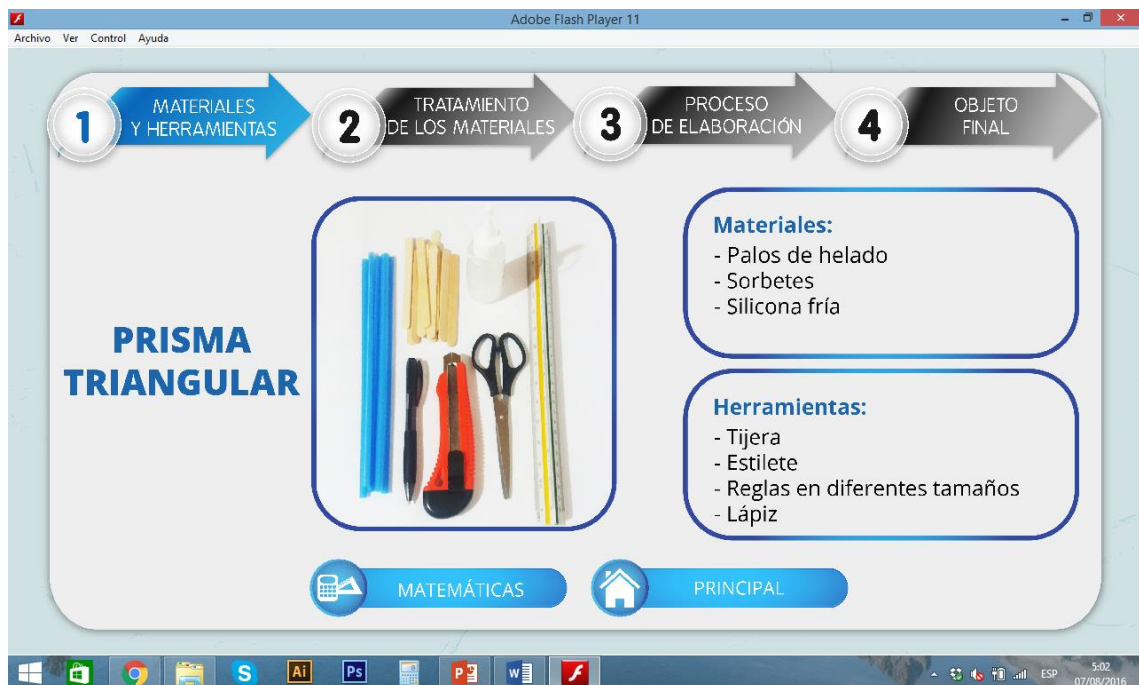 Adobe Flash Player 11
Archivo Ver Control Ayuda
1 MATERIALES
Y HERRAMIENTAS
2 TRATAMIENTO
DE LOS MATERIALES
3 PROCESO
DE ELABORACIÓN
4 OBJETO
FINAL
PRISMA
TRIANGULAR
Materiales:
- Palos de helado
- Sorbetes
- Silicona fría
Herramientas:
- Tijera
- Estilete
- Reglas en diferentes tamaños
- Lápiz
MATEMÁTICAS
PRINCIPAL
S Ai Ps P W
ESP
5:02
07/08/2016